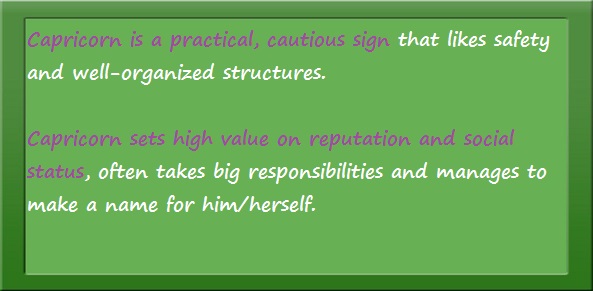 Capricorn is a practical, cautious sign that likes safety
and well-organized structures.
Capricorn sets high value on reputation and social
status, often takes big responsibilities and manages to
make a name for him/herself.